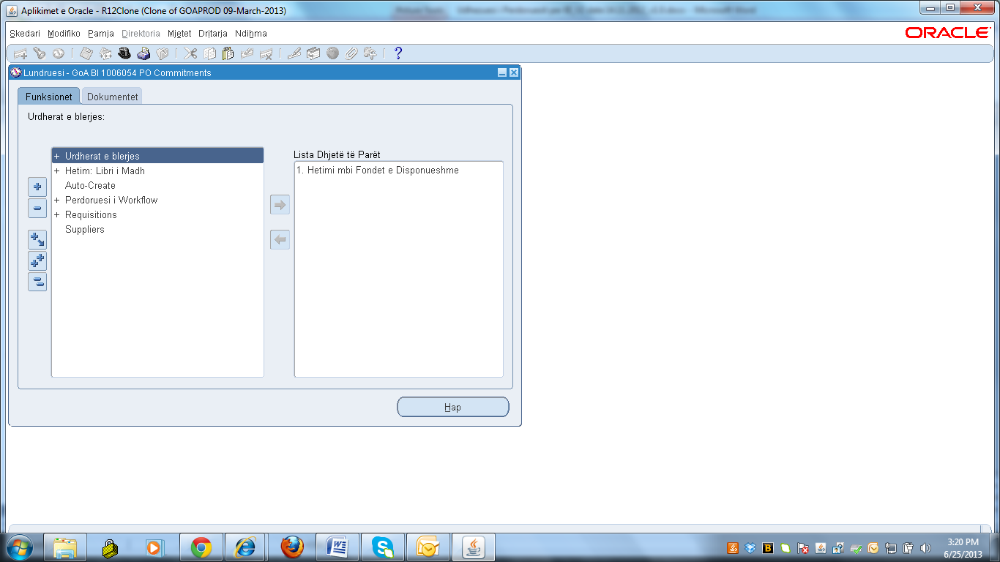 Aplikimet e Oracle - R12Clone (Clone of GOAPROD 09-March-2013)
Skedari Modifiko Pamja Direktoria Mjetet Dritarja Ndihma
ORACLE
Lundruesi - GoA BI 1006054 PO Commitments
Funksionet Dokumentet
Urdherat e blerjes:
+ Urdherat e blerjes
+ Hetim: Libri i Madh
Auto-Create
+ Perdoruesi i Workflow
+ Requisitions
Suppliers
Lista Dhjetë të Parët
1. Hetimi mbi Fondet e Disponueshme
Hap
3:20 PM
6/25/2013